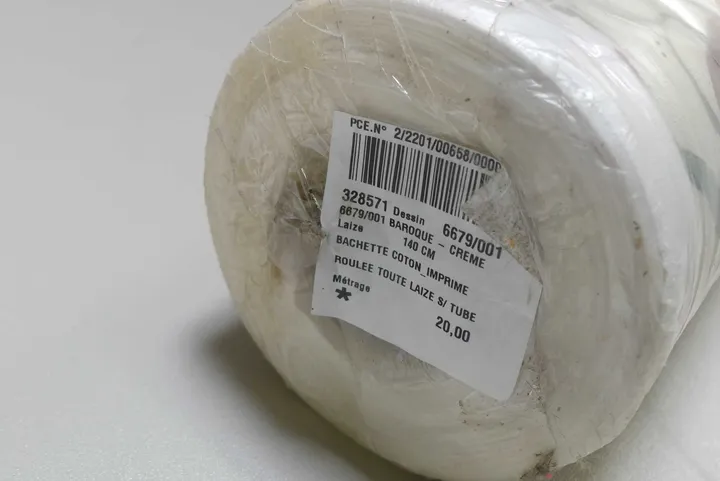 PCE.N° 2/2201/00658/000
328571 Dessin 6679/001
6679/001 BAROQUE - CREME
Laize 140 CM
BACHETTE COTON_IMPRIME
ROULEE TOUTE LAIZE S/ TUBE
Métrage 20,00
*